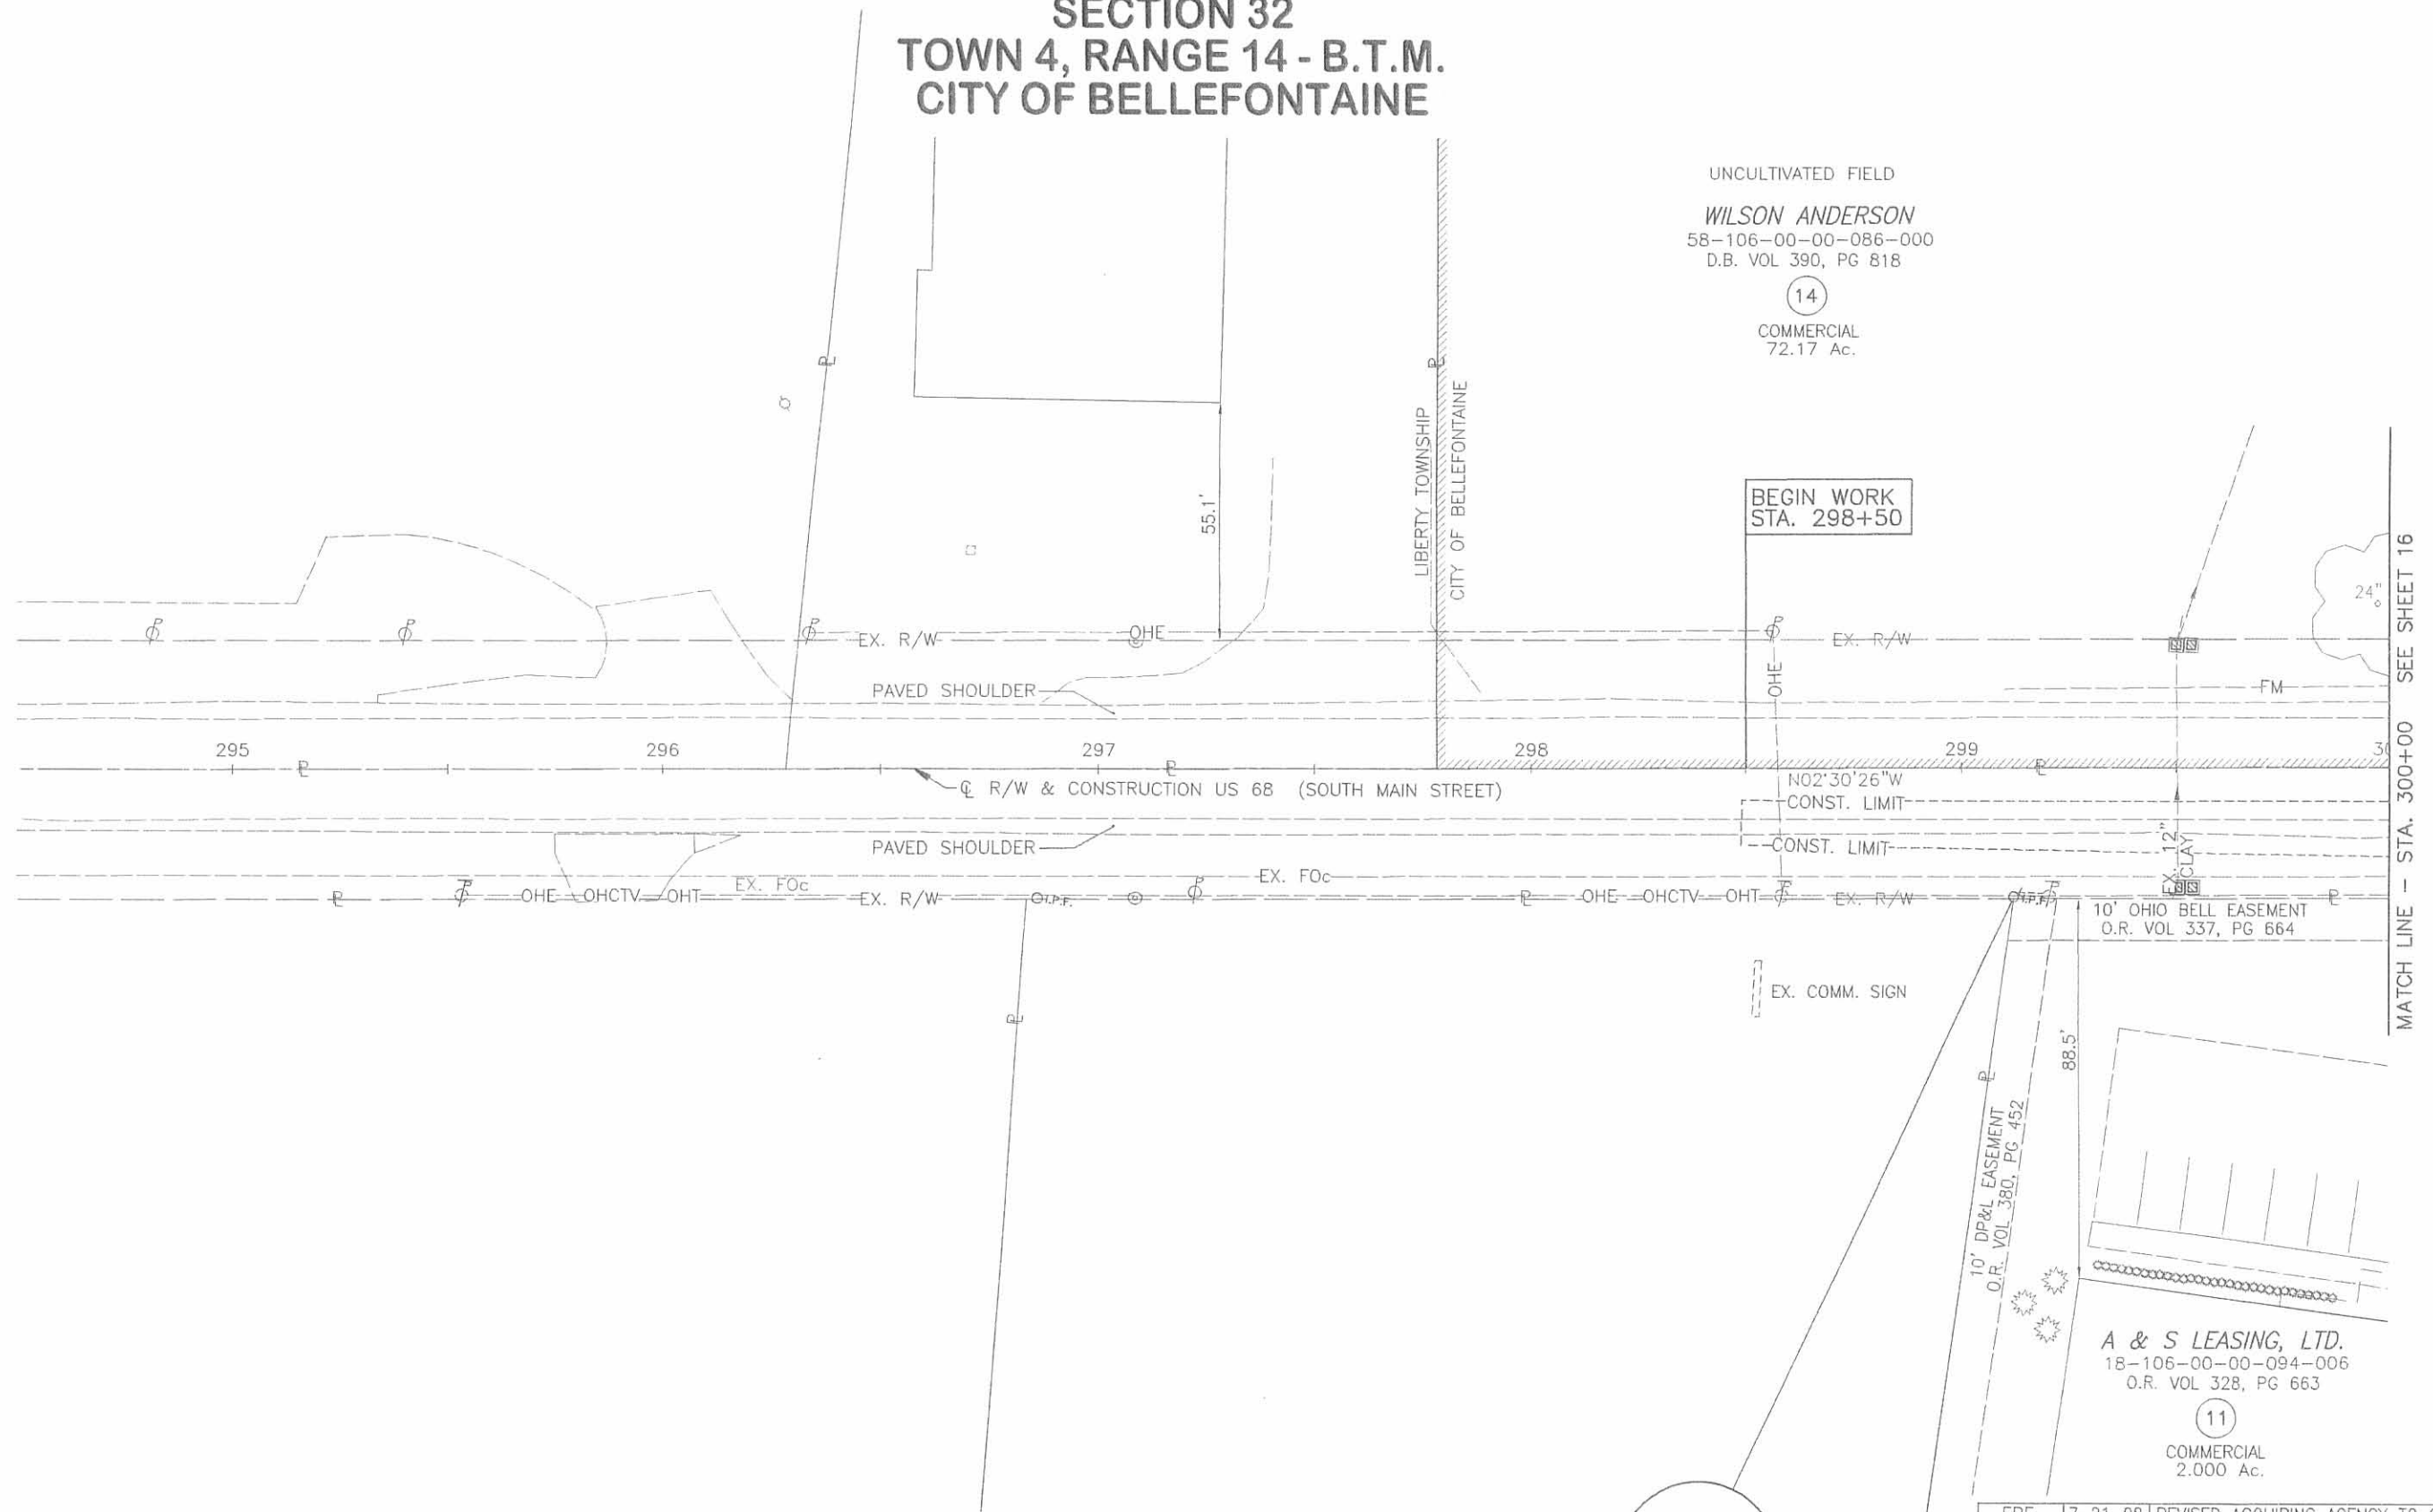 SECTION 32
TOWN 4, RANGE 14 - B.T.M.
CITY OF BELLEFONTAINE
UNCULTIVATED FIELD
WILSON ANDERSON
58-106-00-00-086-000
D.B. VOL 390, PG 818
14
COMMERCIAL
72.17 Ac.
LIBERTY TOWNSHIP
CITY OF BELLEFONTAINE
55.1'
BEGIN WORK
STA. 298+50
24"
MATCH LINE - STA. 300+00 SEE SHEET 16
EX. R/W
OHE
EX. R/W
OHE
FM
PAVED SHOULDER
295
296
297
298
299
N02°30'26"W
℄ R/W & CONSTRUCTION US 68 (SOUTH MAIN STREET)
CONST. LIMIT
CONST. LIMIT
PAVED SHOULDER
EX. 12"
CLAY
EX. FOc
EX. FOc
OHE OHCTV OHT
EX. R/W
I.P.F.
OHE OHCTV OHT
EX. R/W
I.P.F.
10' OHIO BELL EASEMENT
O.R. VOL 337, PG 664
EX. COMM. SIGN
88.5'
10' DP&L EASEMENT
O.R. VOL 380, PG 452
A & S LEASING, LTD.
18-106-00-00-094-006
O.R. VOL 328, PG 663
11
COMMERCIAL
2.000 Ac.